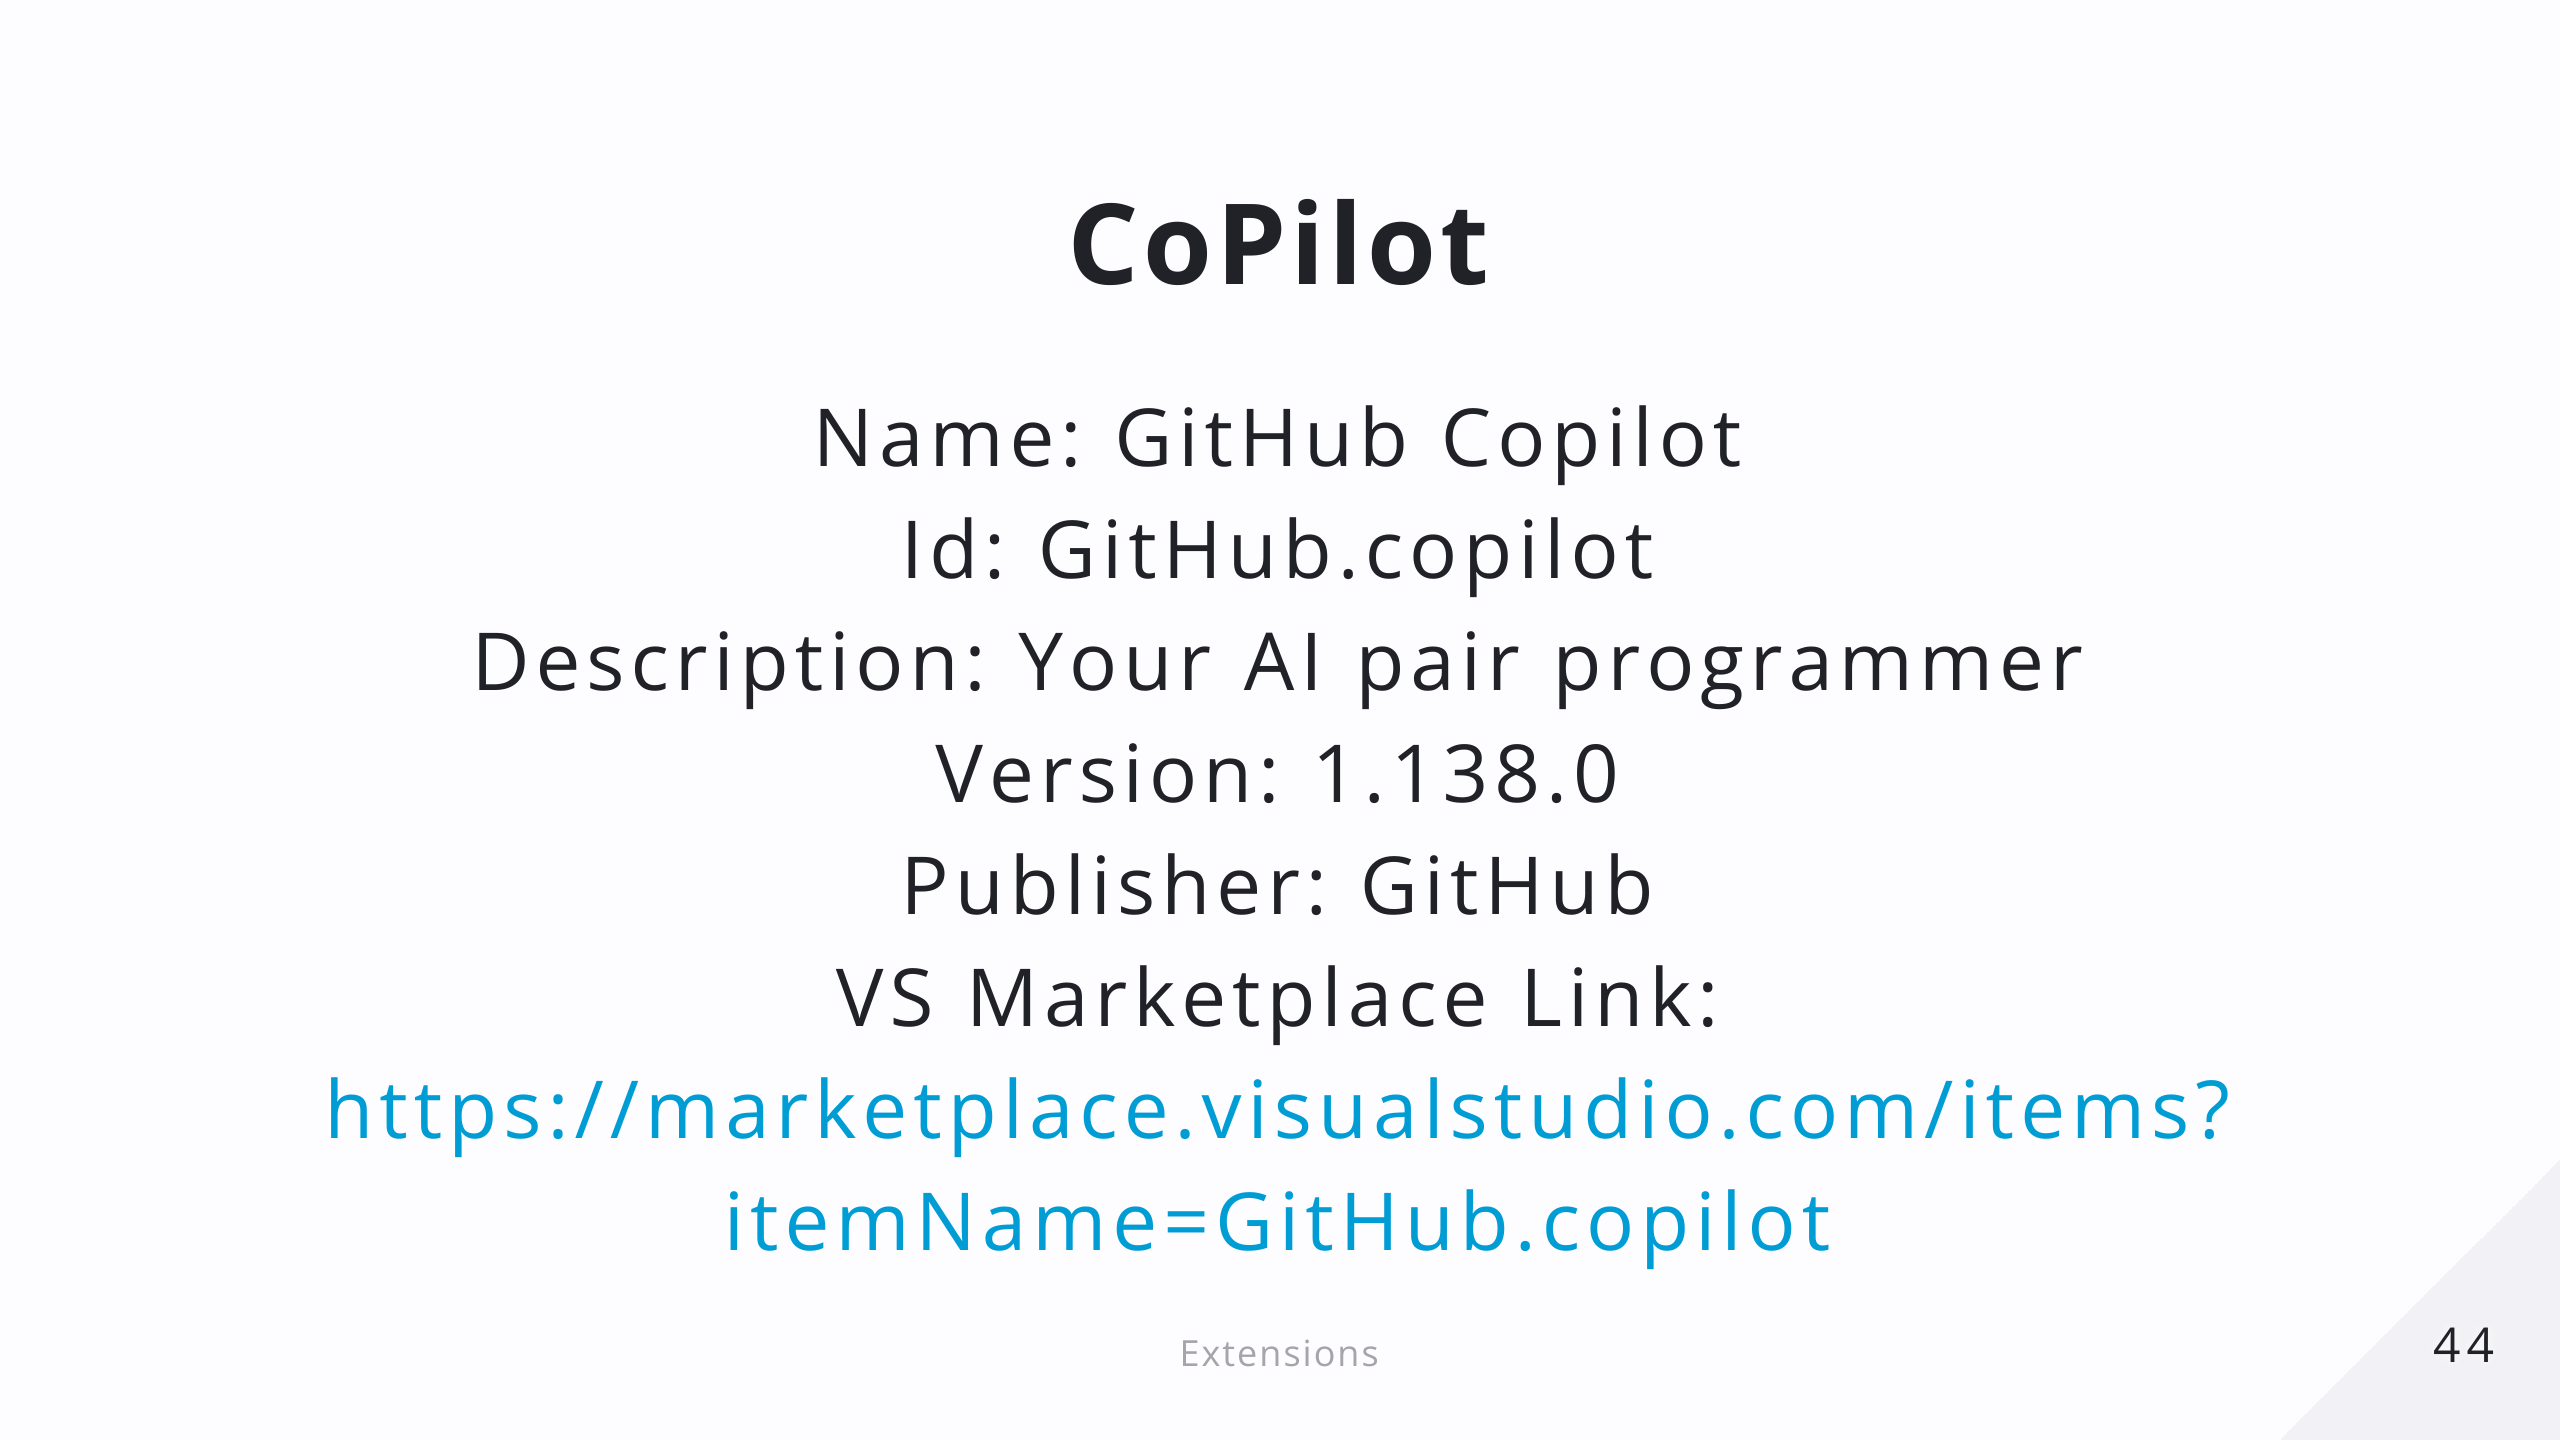 CoPilot
Name: GitHub Copilot
Id: GitHub.copilot
Description: Your AI pair programmer
Version: 1.138.0
Publisher: GitHub
VS Marketplace Link:
https://marketplace.visualstudio.com/items?
itemName=GitHub.copilot
Extensions
44